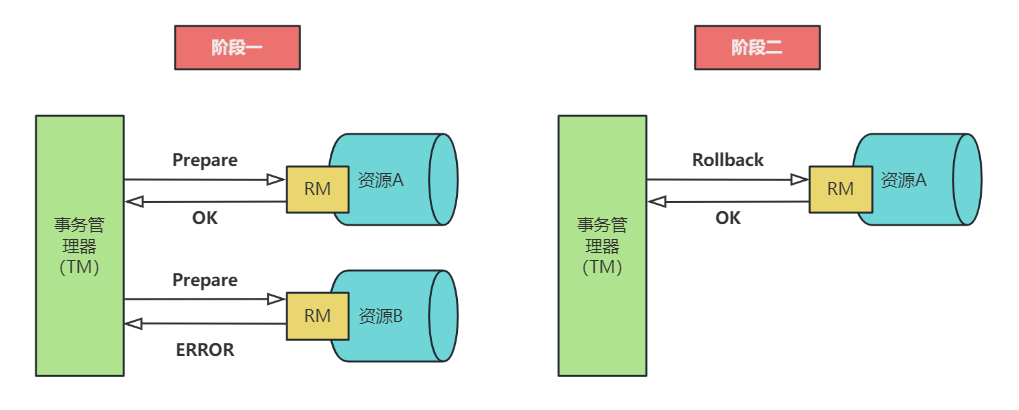 阶段一
阶段二
Prepare
RM
资源A
OK
事务管
理器
（TM）
Prepare
RM
资源B
ERROR
Rollback
RM
资源A
OK
事务管
理器
（TM）